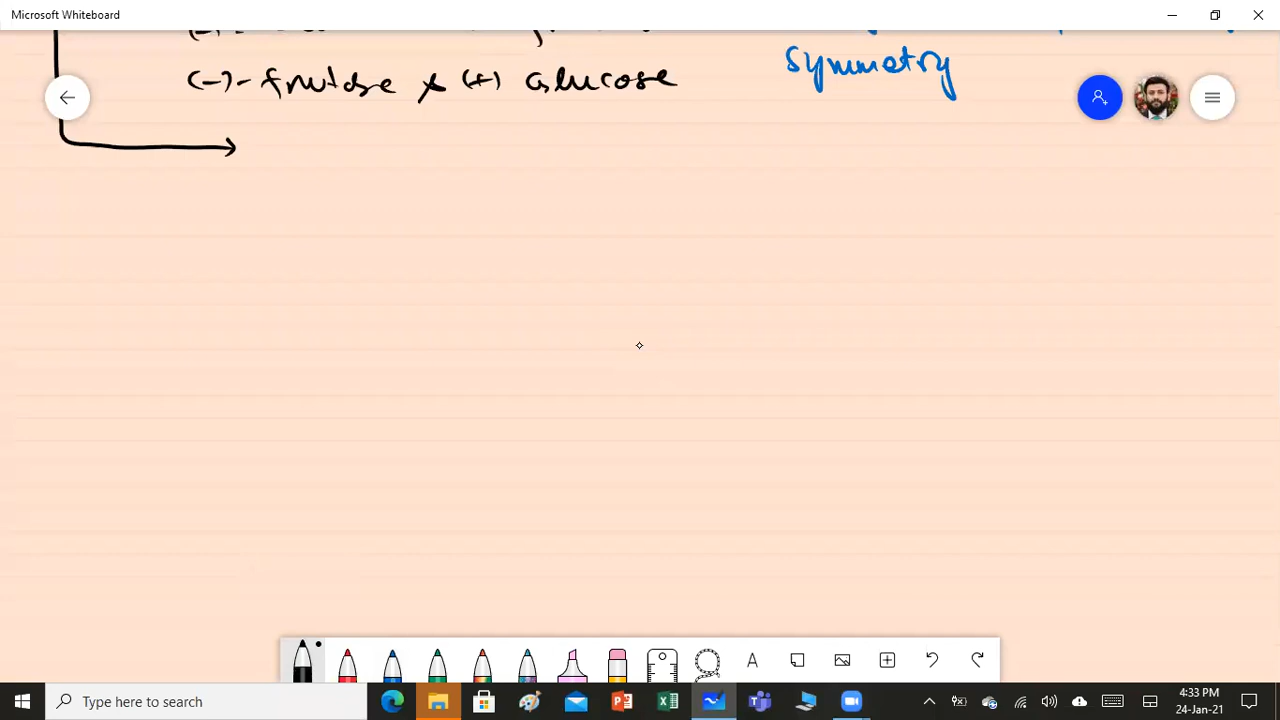 Microsoft Whiteboard
(-)-fructose & (+) Glucose
Symmetry
A
Type here to search
4:33 PM
24-Jan-21